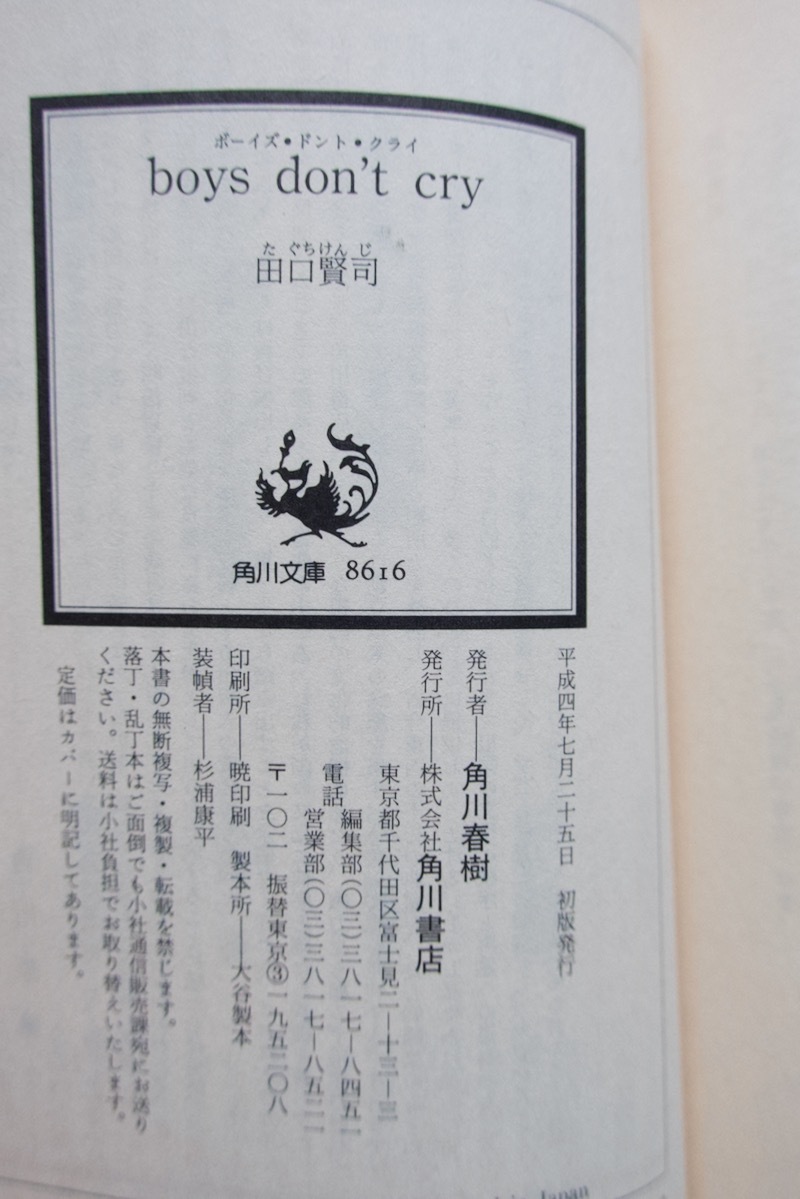 ボーイズ・ドント・クライ
boys don't cry
たぐちけんじ
田口賢司
角川文庫 8616
平成四年七月二十五日 初版発行
発行者――角川春樹
発行所――株式会社角川書店
東京都千代田区富士見二―十三―三
電話 編集部(〇三)三八一七―八四五一
営業部(〇三)三八一七―八五二一
〒一〇二 振替東京③一九五二〇八
印刷所――暁印刷 製本所――大谷製本
装幀者――杉浦康平
本書の無断複写・複製・転載を禁じます。
落丁・乱丁本はご面倒でも小社通信販売課宛にお送り
ください。送料は小社負担でお取り替えいたします。
定価はカバーに明記してあります。
Japan